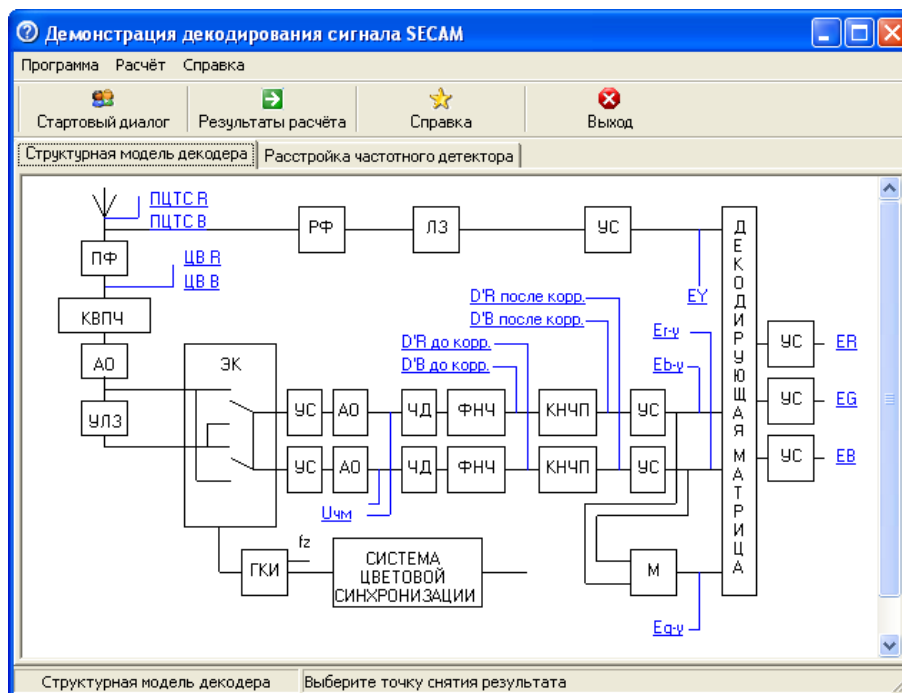 Демонстрация декодирования сигнала SECAM
Программа Расчёт Справка
Стартовый диалог Результаты расчёта Справка Выход
Структурная модель декодера Расстройка частотного детектора
ПЦТС R
ПЦТС B
РФ ЛЗ УС
ПФ
ЦВ R
ЦВ B
EY
КВПЧ
D'R после корр.
D'B после корр.
Er-y
D'R до корр.
D'B до корр.
Eb-y
АО
ЭК
УЛЗ
УС АО ЧД ФНЧ КНЧП УС
УС АО ЧД ФНЧ КНЧП УС
Uчм
ДЕКОДИРУЮЩАЯ МАТРИЦА
УС ER
УС EG
УС EB
fz
ГКИ
СИСТЕМА
ЦВЕТОВОЙ
СИНХРОНИЗАЦИИ
М
Eg-y
Структурная модель декодера Выберите точку снятия результата